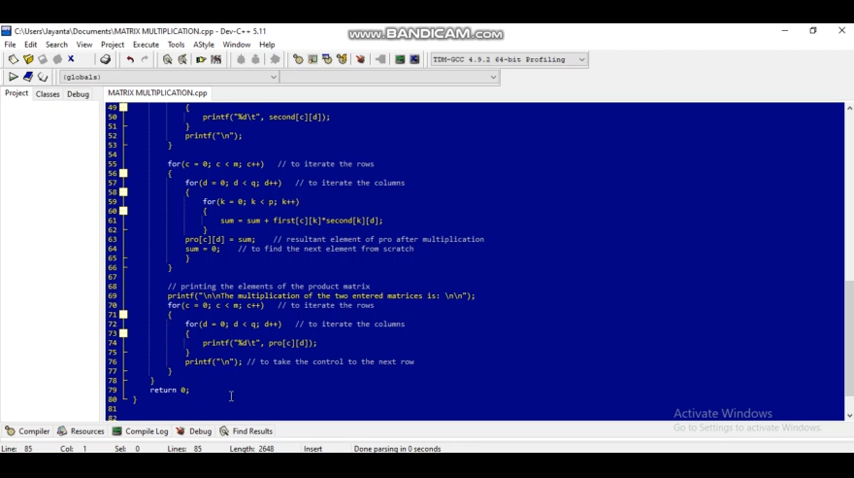 C:\Users\Jayanta\Documents\MATRIX MULTIPLICATION.cpp - Dev-C++ 5.11
www.BANDICAM.com
File Edit Search View Project Execute Tools AStyle Window Help
TDM-GCC 4.9.2 64-bit Profiling
(globals)
Project Classes Debug
MATRIX MULTIPLICATION.cpp
49 {
50 printf("%d\t", second[c][d]);
51 }
52 printf("\n");
53 }
54
55 for(c = 0; c < m; c++) // to iterate the rows
56 {
57 for(d = 0; d < q; d++) // to iterate the columns
58 {
59 for(k = 0; k < p; k++)
60 {
61 sum = sum + first[c][k]*second[k][d];
62 }
63 pro[c][d] = sum; // resultant element of pro after multiplication
64 sum = 0; // to find the next element from scratch
65 }
66 }
67
68 // printing the elements of the product matrix
69 printf("\n\nThe multiplication of the two entered matrices is: \n\n");
70 for(c = 0; c < m; c++) // to iterate the rows
71 {
72 for(d = 0; d < q; d++) // to iterate the columns
73 {
74 printf("%d\t", pro[c][d]);
75 }
76 printf("\n"); // to take the control to the next row
77 }
78 }
79 return 0;
80 }
81
82
Activate Windows
Go to Settings to activate Windows.
Compiler Resources Compile Log Debug Find Results
Line: 85 Col: 1 Sel: 0 Lines: 85 Length: 2648 Insert Done parsing in 0 seconds